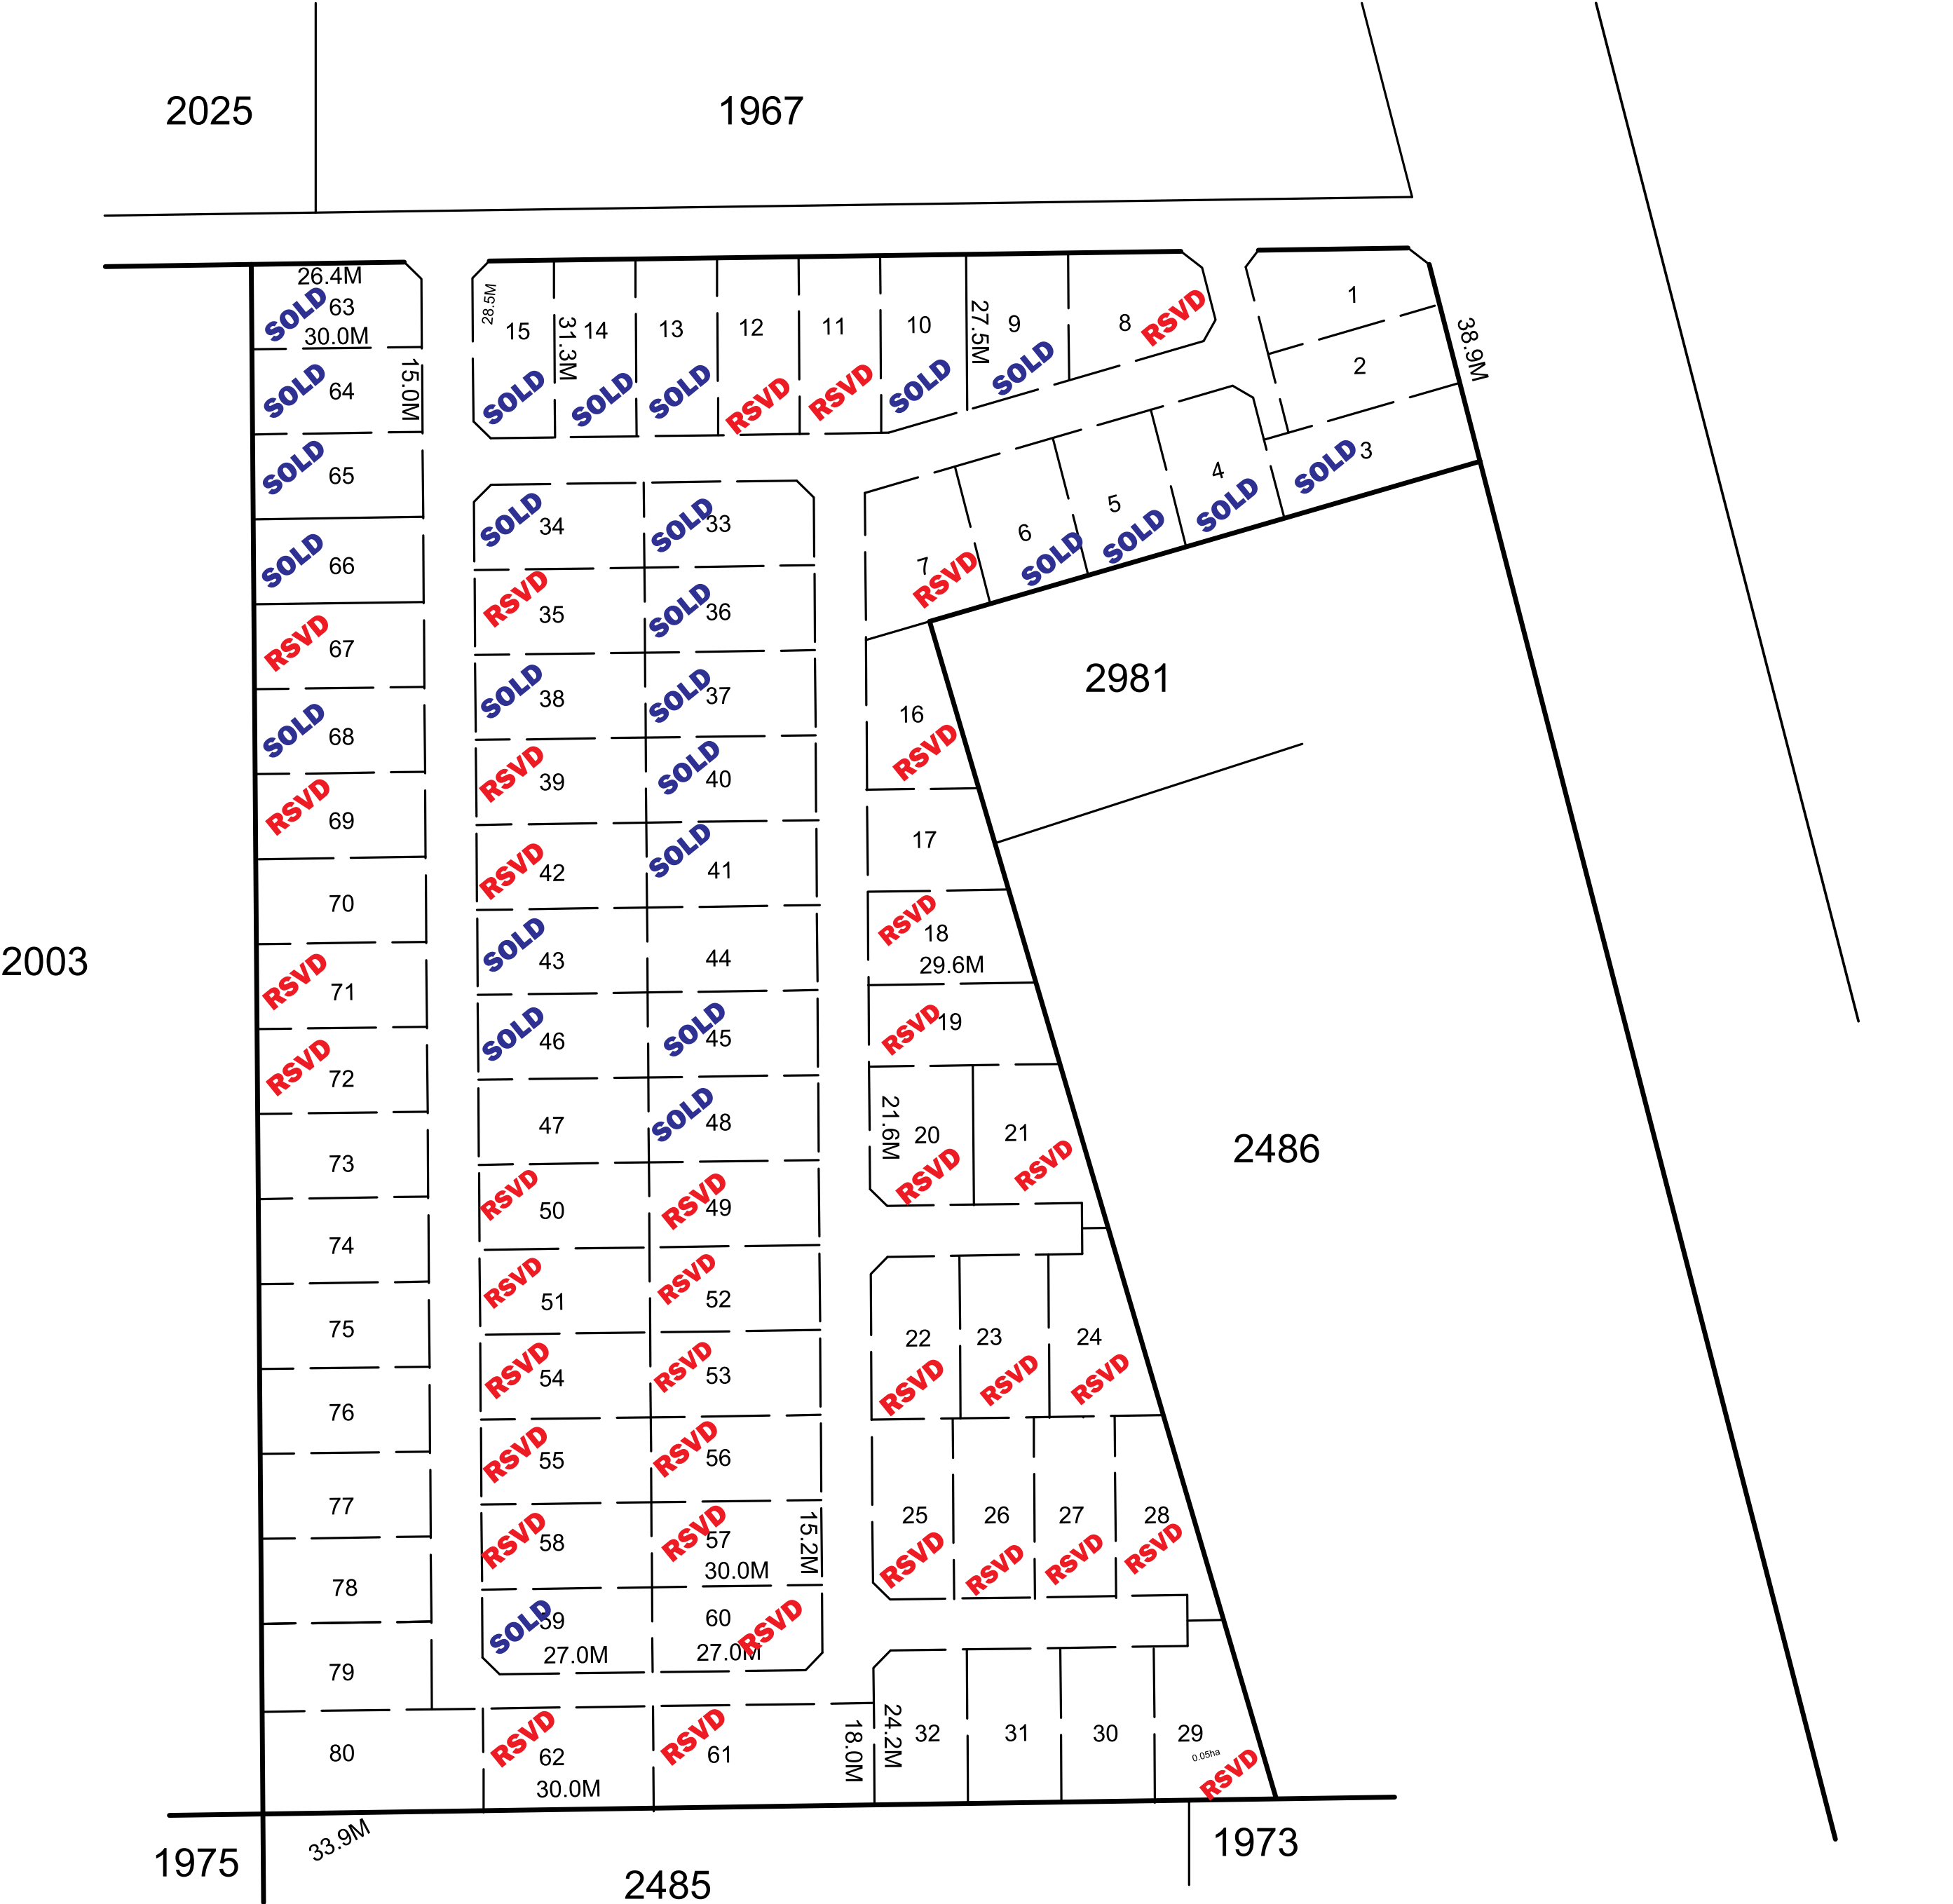 2025
1967
26.4M
63
SOLD
30.0M
28.5M
15
SOLD
31.3M
14
SOLD
13
SOLD
12
RSVD
11
RSVD
10
SOLD
27.5M
9
SOLD
8
RSVD
1
38.9M
2
3
SOLD
4
SOLD
5
SOLD
6
SOLD
7
RSVD
15.0M
64
SOLD
65
SOLD
66
SOLD
67
RSVD
68
SOLD
69
RSVD
70
71
RSVD
72
RSVD
73
74
75
76
77
78
79
80
34
SOLD
33
SOLD
35
RSVD
36
SOLD
38
SOLD
37
SOLD
39
RSVD
40
SOLD
42
RSVD
41
SOLD
43
SOLD
44
46
SOLD
45
SOLD
47
48
SOLD
50
RSVD
49
RSVD
51
RSVD
52
RSVD
54
RSVD
53
RSVD
55
RSVD
56
RSVD
58
RSVD
57
RSVD
30.0M
15.2M
59
SOLD
27.0M
60
RSVD
27.0M
62
RSVD
30.0M
61
RSVD
18.0M
16
RSVD
17
18
RSVD
29.6M
19
RSVD
21.6M
20
RSVD
21
RSVD
22
RSVD
23
RSVD
24
RSVD
25
RSVD
26
RSVD
27
RSVD
28
RSVD
24.2M
32
31
30
29
0.05ha
RSVD
2981
2486
2003
1975
33.9M
2485
1973